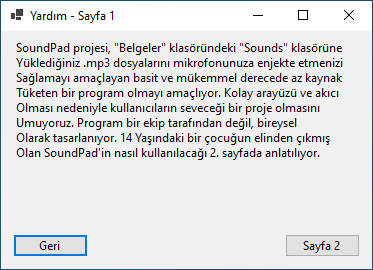 Yardım - Sayfa 1
SoundPad projesi, "Belgeler" klasöründeki "Sounds" klasörüne
Yüklediğiniz .mp3 dosyalarını mikrofonunuza enjekte etmenizi
Sağlamayı amaçlayan basit ve mükemmel derecede az kaynak
Tüketen bir program olmayı amaçlıyor. Kolay arayüzü ve akıcı
Olması nedeniyle kullanıcıların seveceği bir proje olmasını
Umuyoruz. Program bir ekip tarafından değil, bireysel
Olarak tasarlanıyor. 14 Yaşındaki bir çocuğun elinden çıkmış
Olan SoundPad'in nasıl kullanılacağı 2. sayfada anlatılıyor.
Geri
Sayfa 2